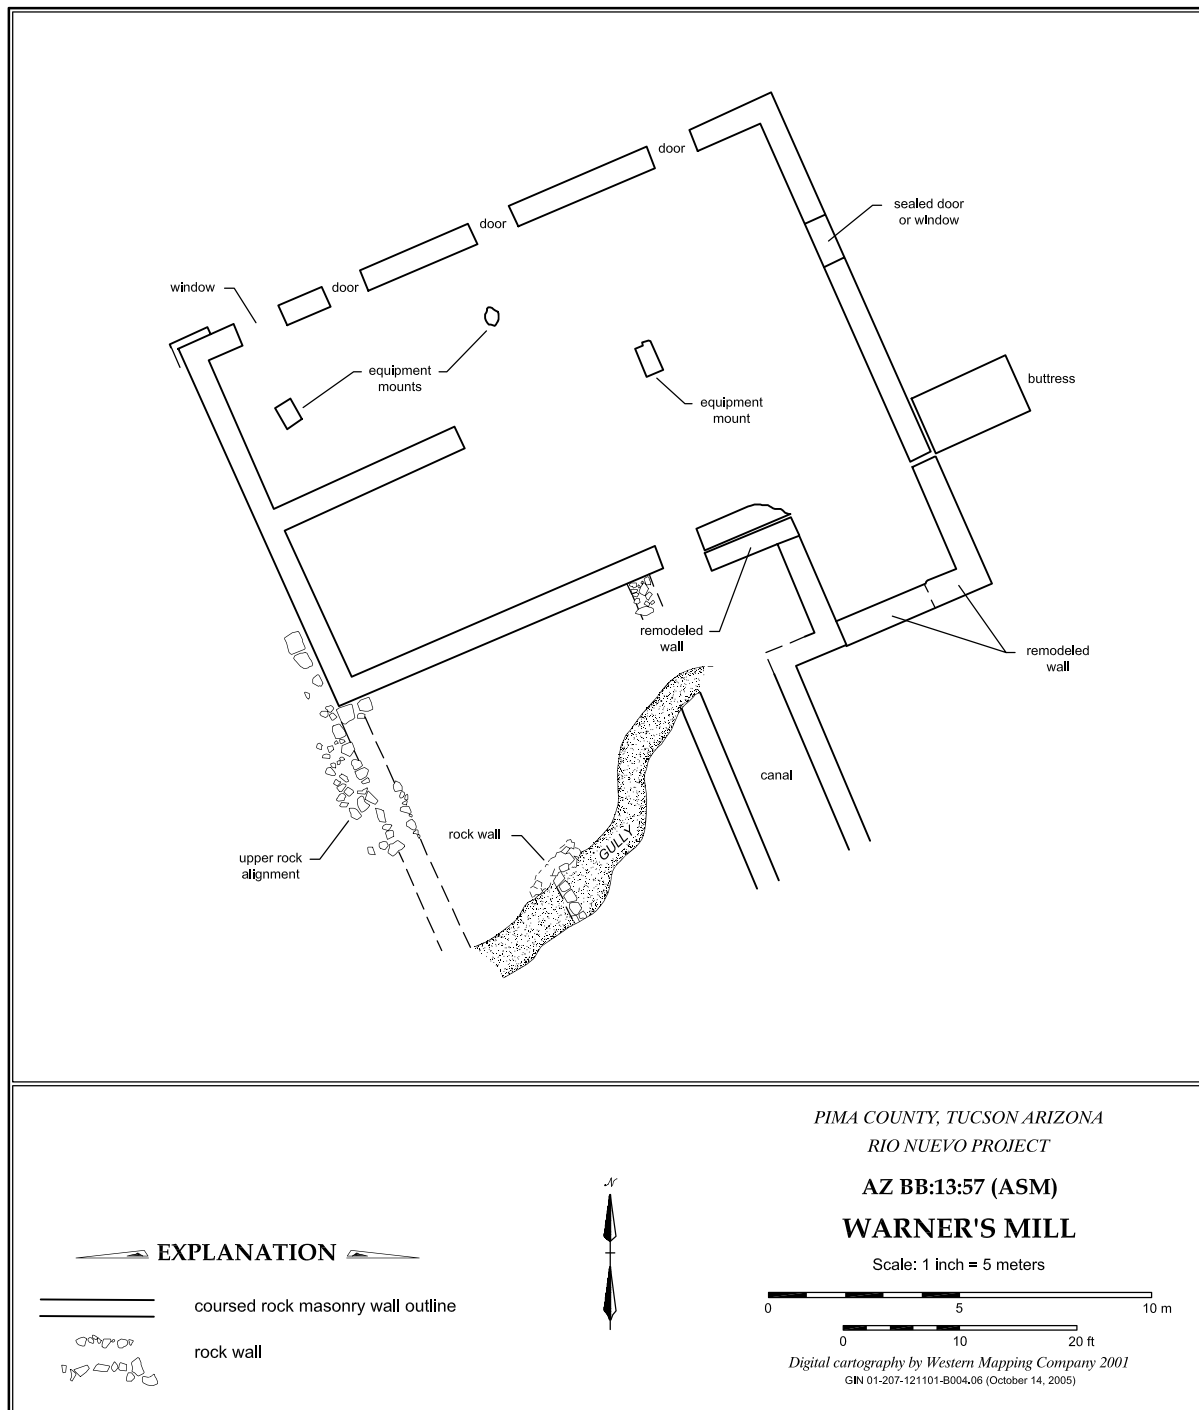 door
door
sealed door
or window
window
door
equipment
mounts
buttress
equipment
mount
remodeled
wall
remodeled
wall
canal
rock wall
GULLY
upper rock
alignment
PIMA COUNTY, TUCSON ARIZONA
RIO NUEVO PROJECT
AZ BB:13:57 (ASM)
WARNER'S MILL
Scale: 1 inch = 5 meters
0 5 10 m
0 10 20 ft
Digital cartography by Western Mapping Company 2001
GIN 01-207-121101-B004.06 (October 14, 2005)
N
EXPLANATION
coursed rock masonry wall outline
rock wall